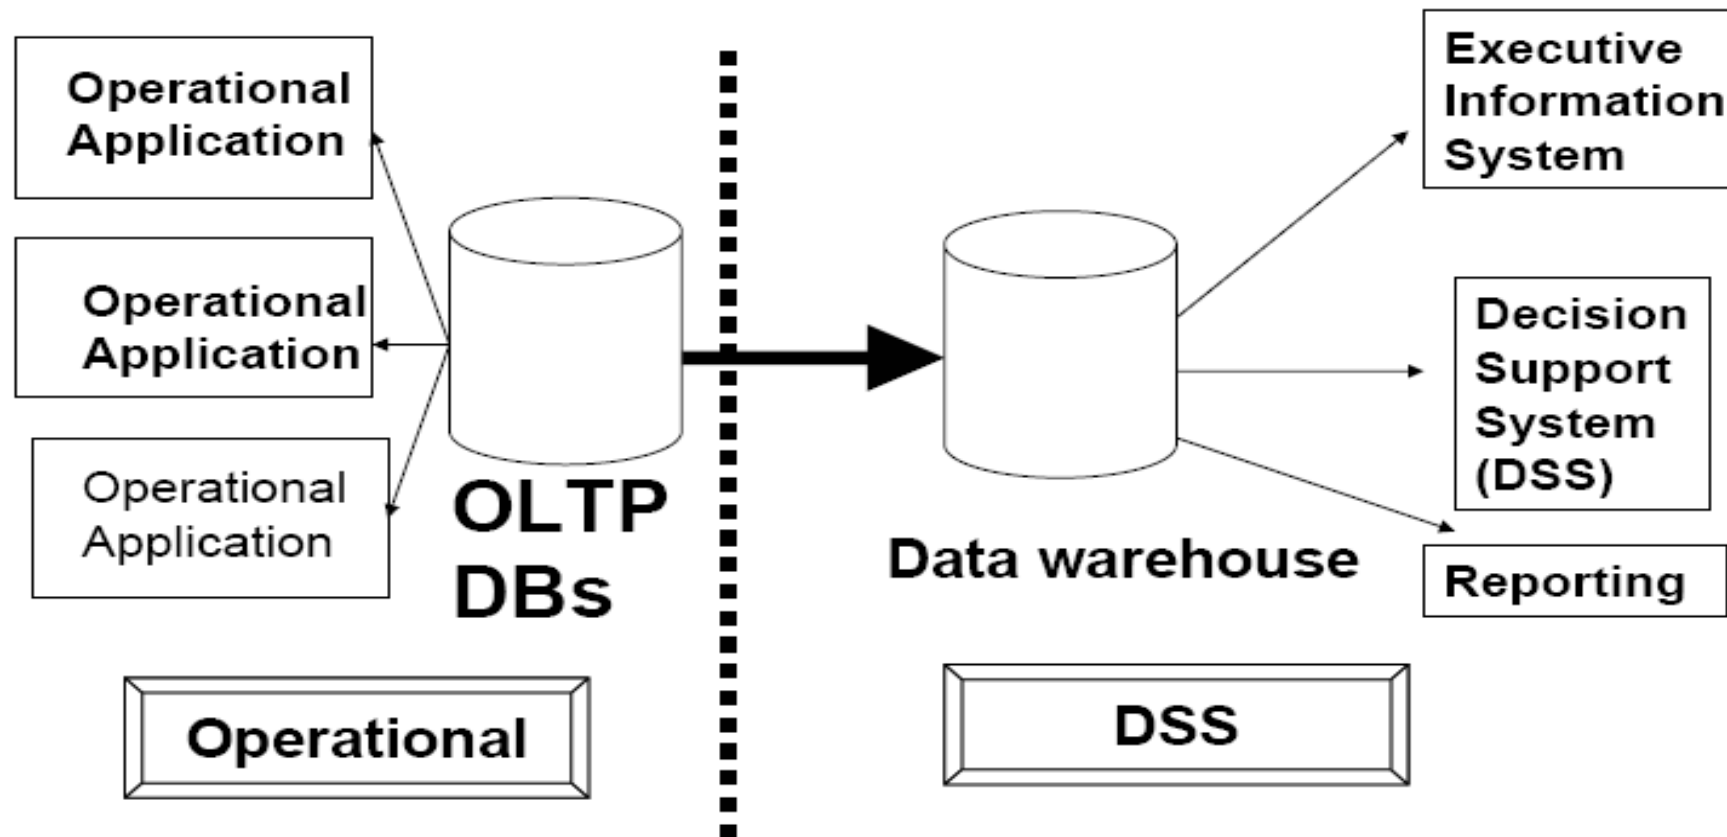 Operational
Application
Operational
Application
Operational
Application
OLTP
DBs
Operational
Data warehouse
DSS
Executive
Information
System
Decision
Support
System
(DSS)
Reporting